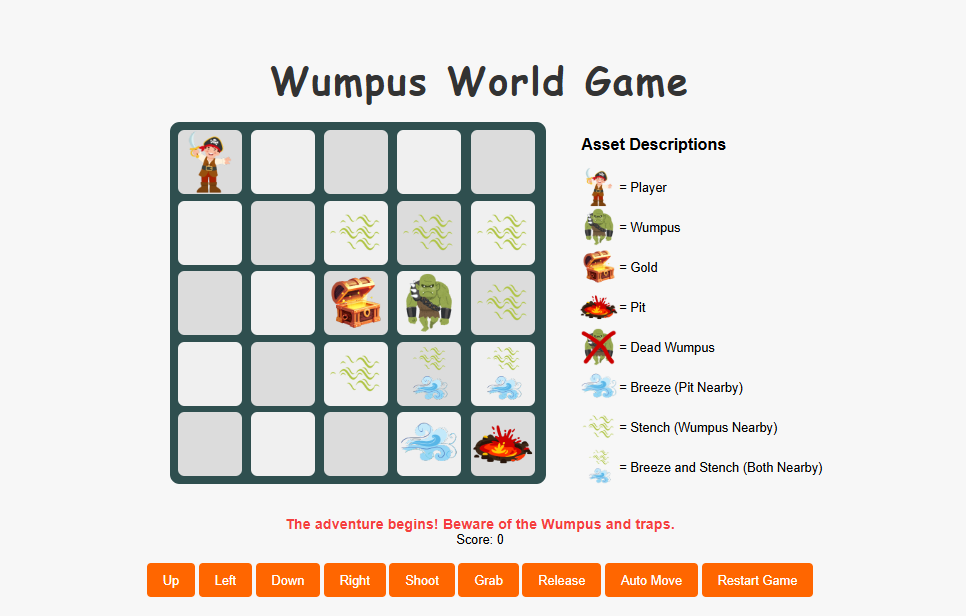 Wumpus World Game
Asset Descriptions
= Player
= Wumpus
= Gold
= Pit
= Dead Wumpus
= Breeze (Pit Nearby)
= Stench (Wumpus Nearby)
= Breeze and Stench (Both Nearby)
The adventure begins! Beware of the Wumpus and traps.
Score: 0
Up Left Down Right Shoot Grab Release Auto Move Restart Game